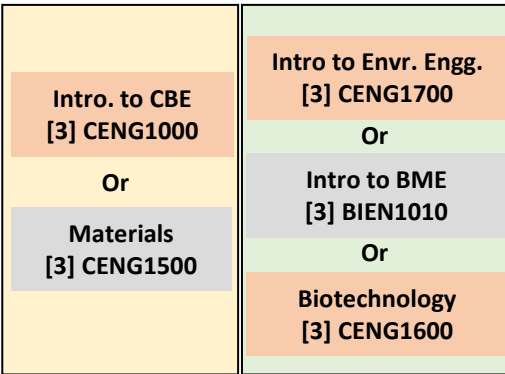 Intro. to CBE
[3] CENG1000
Or
Materials
[3] CENG1500
Intro to Envr. Engg.
[3] CENG1700
Or
Intro to BME
[3] BIEN1010
Or
Biotechnology
[3] CENG1600